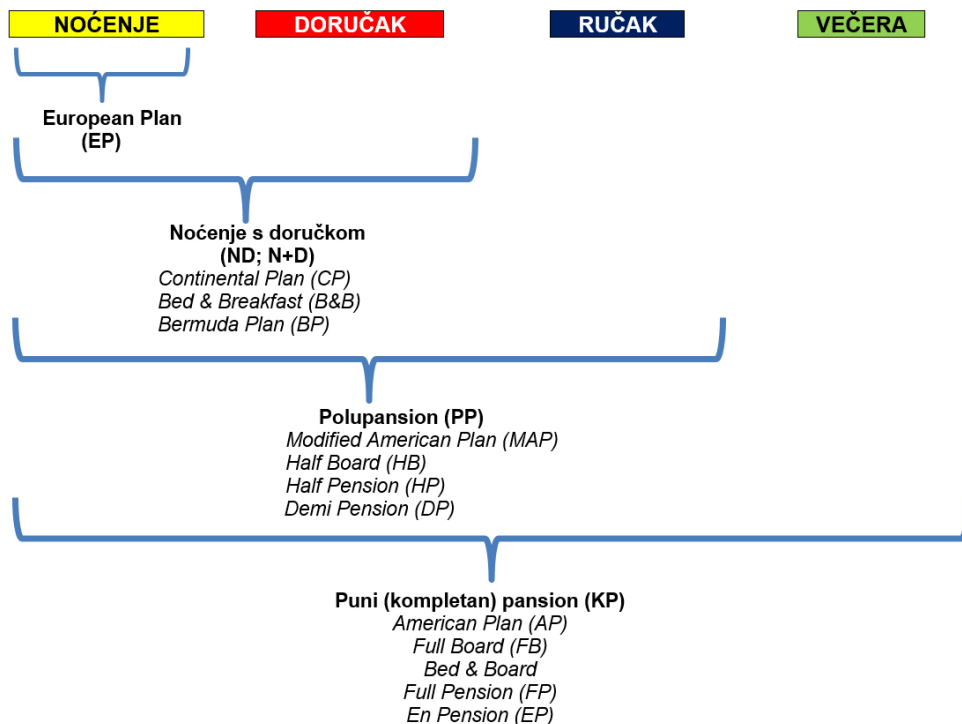 NOĆENJE
DORUČAK
RUČAK
VEČERA
European Plan
(EP)
Noćenje s doručkom
(ND; N+D)
Continental Plan (CP)
Bed & Breakfast (B&B)
Bermuda Plan (BP)
Polupansion (PP)
Modified American Plan (MAP)
Half Board (HB)
Half Pension (HP)
Demi Pension (DP)
Puni (kompletan) pansion (KP)
American Plan (AP)
Full Board (FB)
Bed & Board
Full Pension (FP)
En Pension (EP)